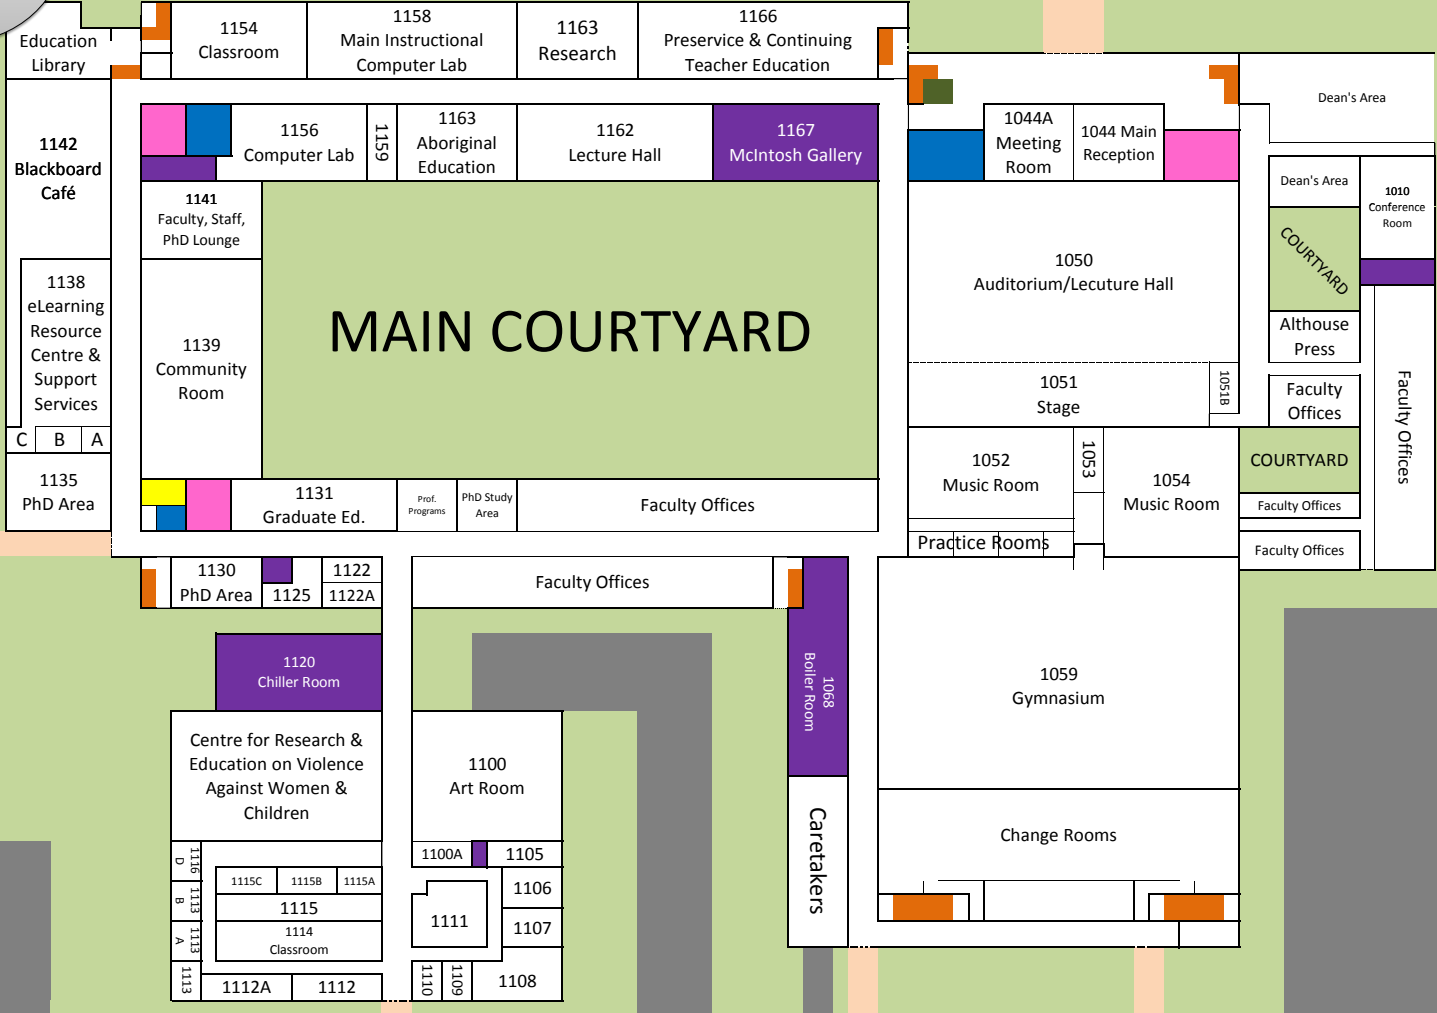 Education
Library
1154
Classroom
1158
Main Instructional
Computer Lab
1163
Research
1166
Preservice & Continuing
Teacher Education
Dean's Area
1142
Blackboard
Café
1156
Computer Lab
1159
1163
Aboriginal
Education
1162
Lecture Hall
1167
McIntosh Gallery
1044A
Meeting
Room
1044 Main
Reception
Dean's Area
1010
Conference
Room
1141
Faculty, Staff,
PhD Lounge
MAIN COURTYARD
1050
Auditorium/Lecuture Hall
COURTYARD
1138
eLearning
Resource
Centre &
Support
Services
1139
Community
Room
Althouse
Press
1051
Stage
1051B
Faculty
Offices
Faculty Offices
C
B
A
1135
PhD Area
1131
Graduate Ed.
Prof.
Programs
PhD Study
Area
Faculty Offices
1052
Music Room
1053
1054
Music Room
COURTYARD
Faculty Offices
Practice Rooms
Faculty Offices
1130
PhD Area
1125
1122
1122A
Faculty Offices
1120
Chiller Room
1068
Boiler Room
1059
Gymnasium
Centre for Research &
Education on Violence
Against Women &
Children
1100
Art Room
Caretakers
Change Rooms
1116
D
1100A
1105
1115C
1115B
1115A
1106
1113
B
1115
1111
1107
1113
A
1114
Classroom
1113
1112A
1112
1110
1109
1108